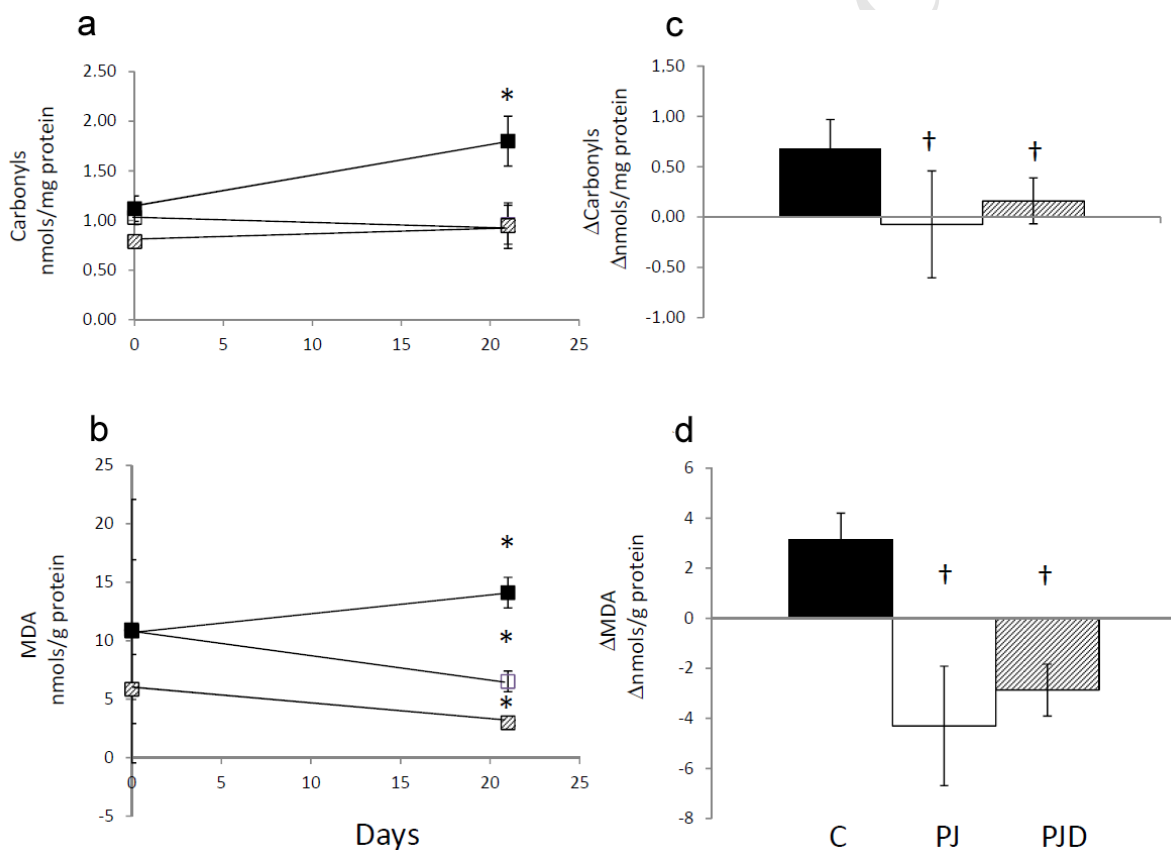 a
Carbonyls
nmols/mg protein
2.50
2.00
1.50
1.00
0.50
0.00
0
5
10
15
20
25
*
c
ΔCarbonyls
Δnmols/mg protein
1,50
1,00
0,50
0,00
-0,50
-1,00
†
†
b
MDA
nmols/g protein
25
20
15
10
5
0
-5
0
5
10
15
20
25
*
*
*
Days
d
ΔMDA
Δnmols/g protein
6
4
2
0
-2
-4
-6
-8
†
†
C
PJ
PJD